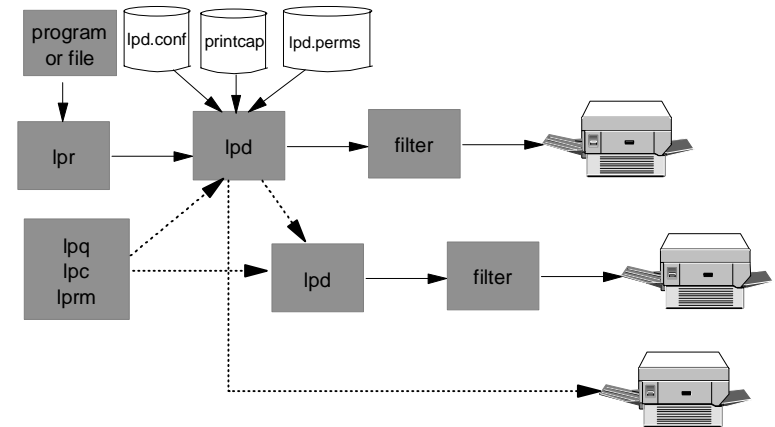 program
or file
lpd.conf
printcap
lpd.perms
lpr
lpd
filter
lpq
lpc
lprm
lpd
filter